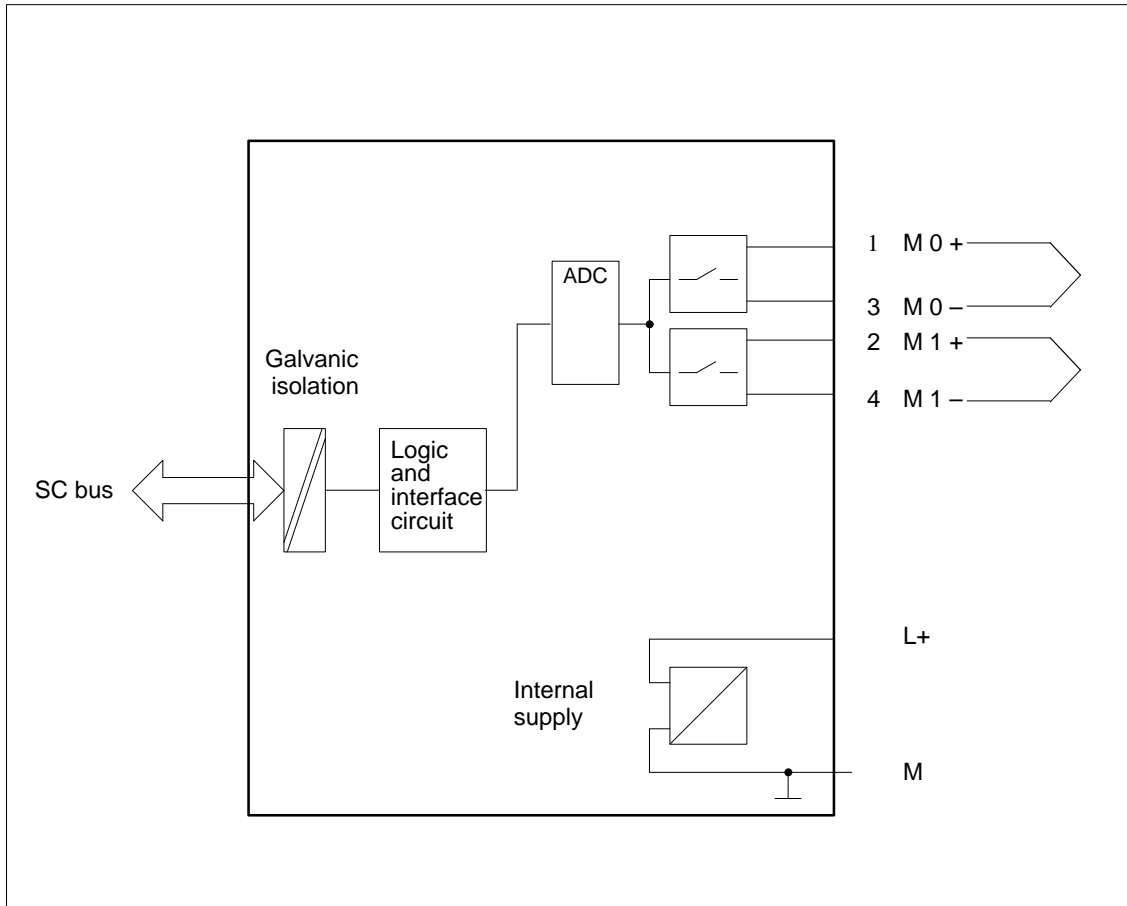 1 M 0 +
ADC
3 M 0 –
2 M 1 +
Galvanic
isolation
4 M 1 –
Logic
and
interface
circuit
SC bus
L+
Internal
supply
M